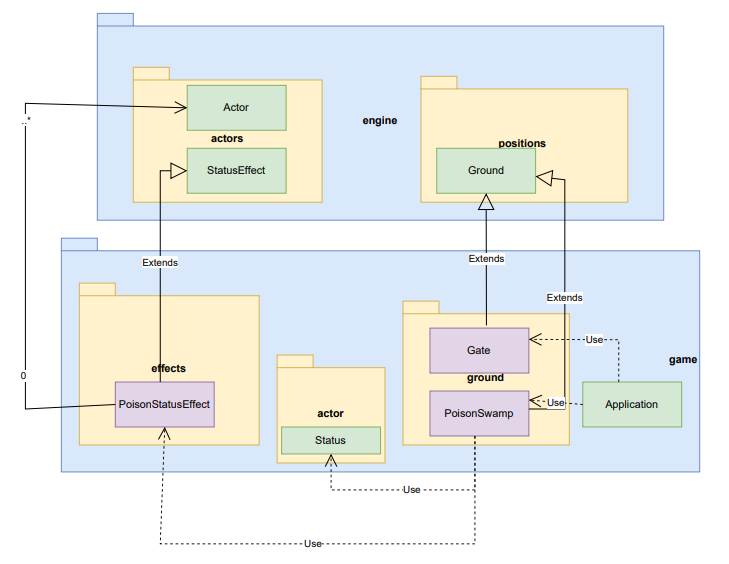 Actor
..*
engine
actors
positions
StatusEffect
Ground
Extends
Extends
Extends
Use
Gate
game
effects
0
ground
PoisonStatusEffect
Use
Application
actor
PoisonSwamp
Status
Use
Use